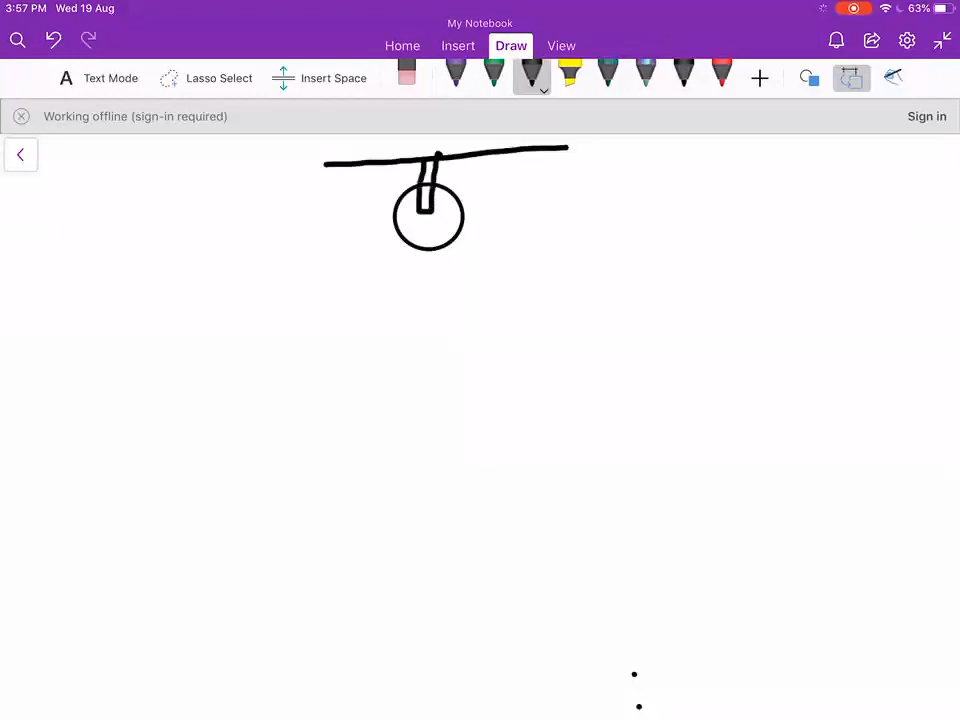 3:57 PM Wed 19 Aug 63%
My Notebook
Home Insert Draw View
A Text Mode Lasso Select Insert Space
Working offline (sign-in required) Sign in